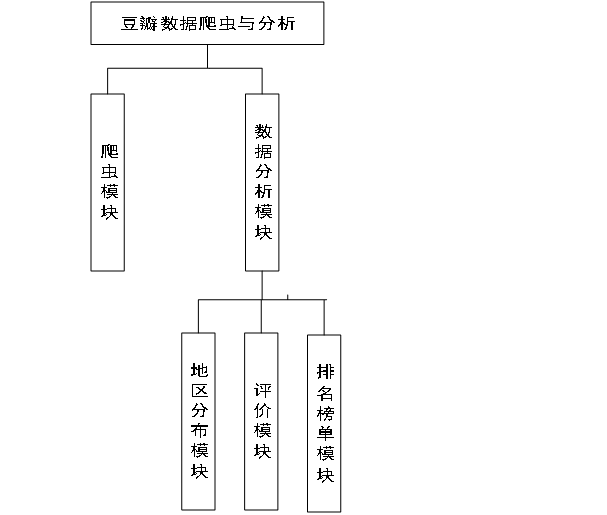 豆瓣数据爬虫与分析
爬虫模块
数据分析模块
地区分布模块
评价模块
排名榜单模块